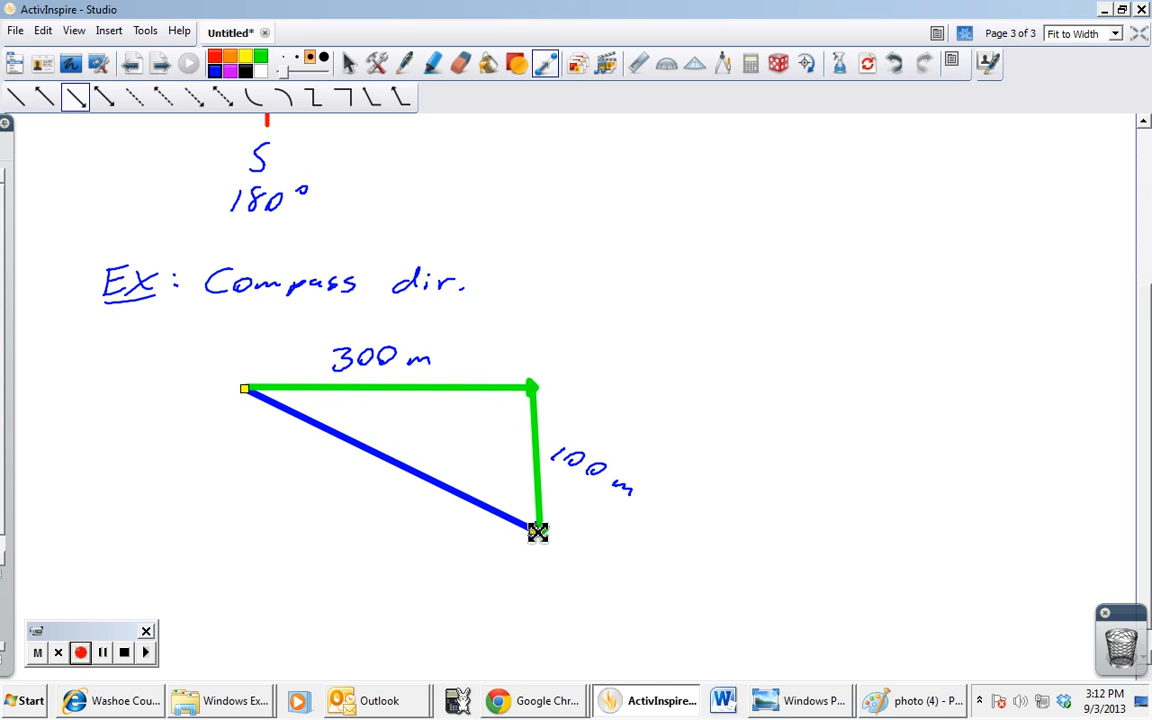 ActivInspire - Studio
File Edit View Insert Tools Help Untitled* Page 3 of 3 Fit to Width
S
180°
EX: Compass dir.
300 m
100 m
M
Start Washoe Cou... Windows Ex... Outlook Google Chr... ActivInspire... Windows P... photo (4) - P... 3:12 PM
9/3/2013